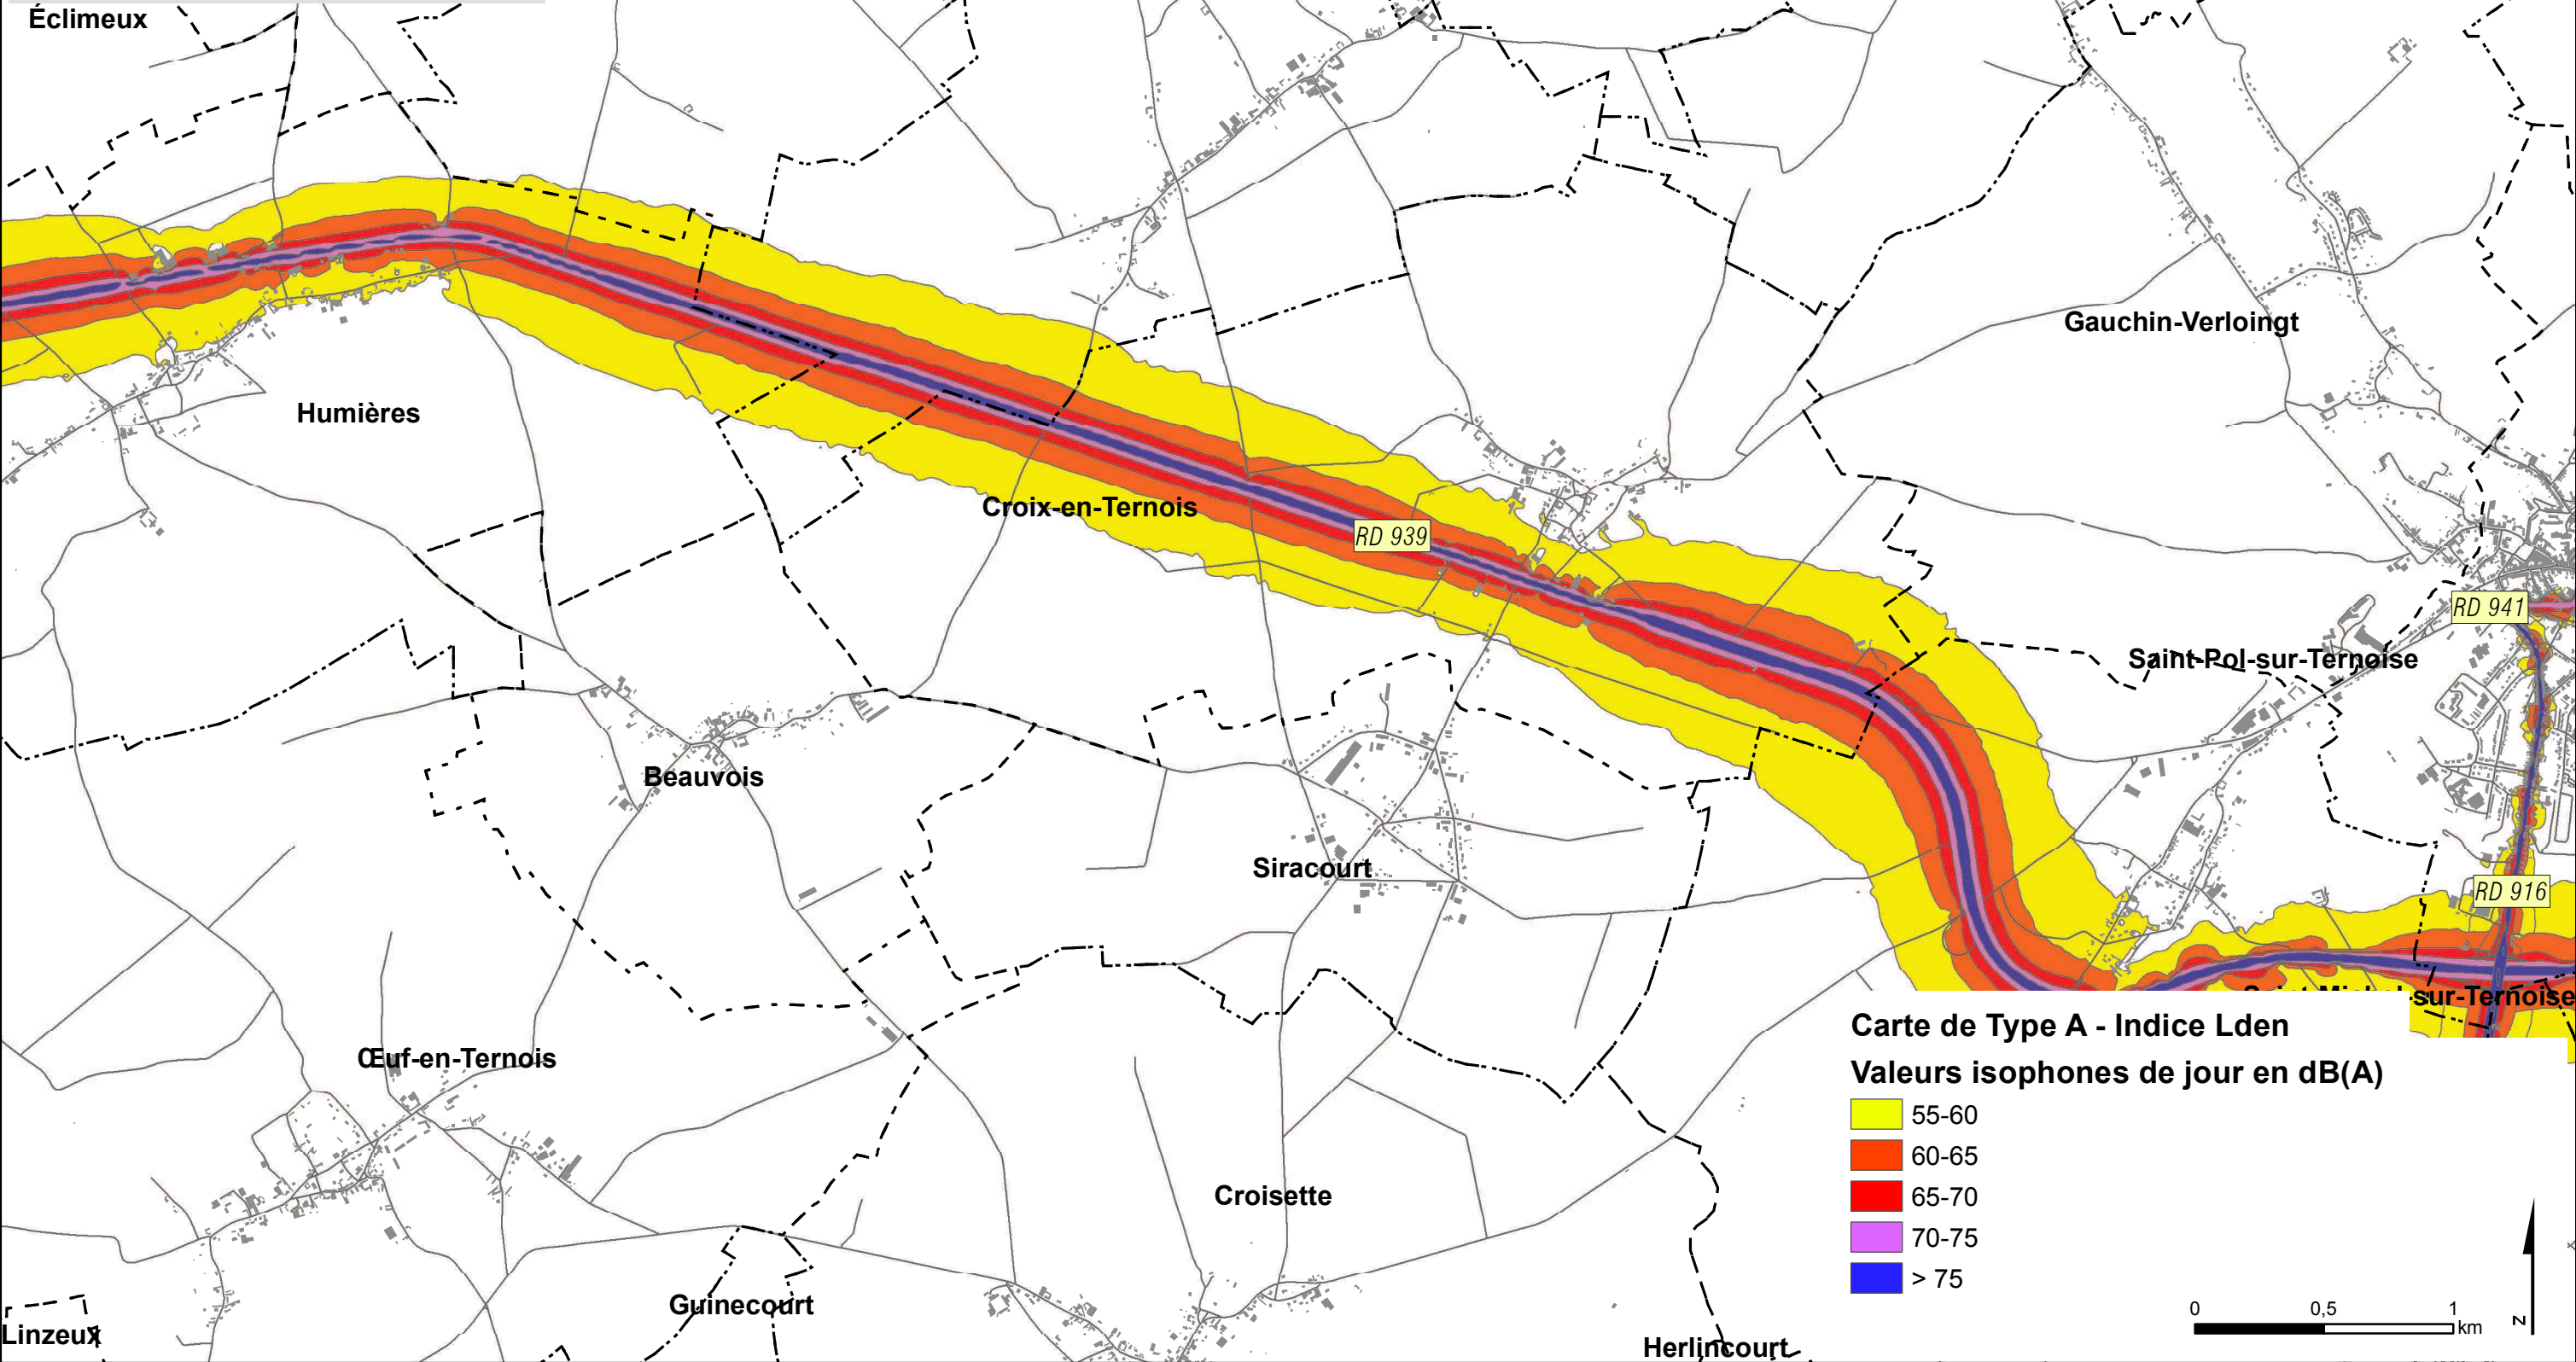 Éclimeux
Gauchin-Verloingt
Humières
Croix-en-Ternois
RD 939
RD 941
Saint-Pol-sur-Ternoise
Beauvois
Siracourt
RD 916
Saint-Michel-sur-Ternoise
Carte de Type A - Indice Lden
Œuf-en-Ternois
Valeurs isophones de jour en dB(A)
55-60
60-65
65-70
Croisette
70-75
> 75
Guinecourt
0 0,5 1
km
N
Linzeux
Herlincourt